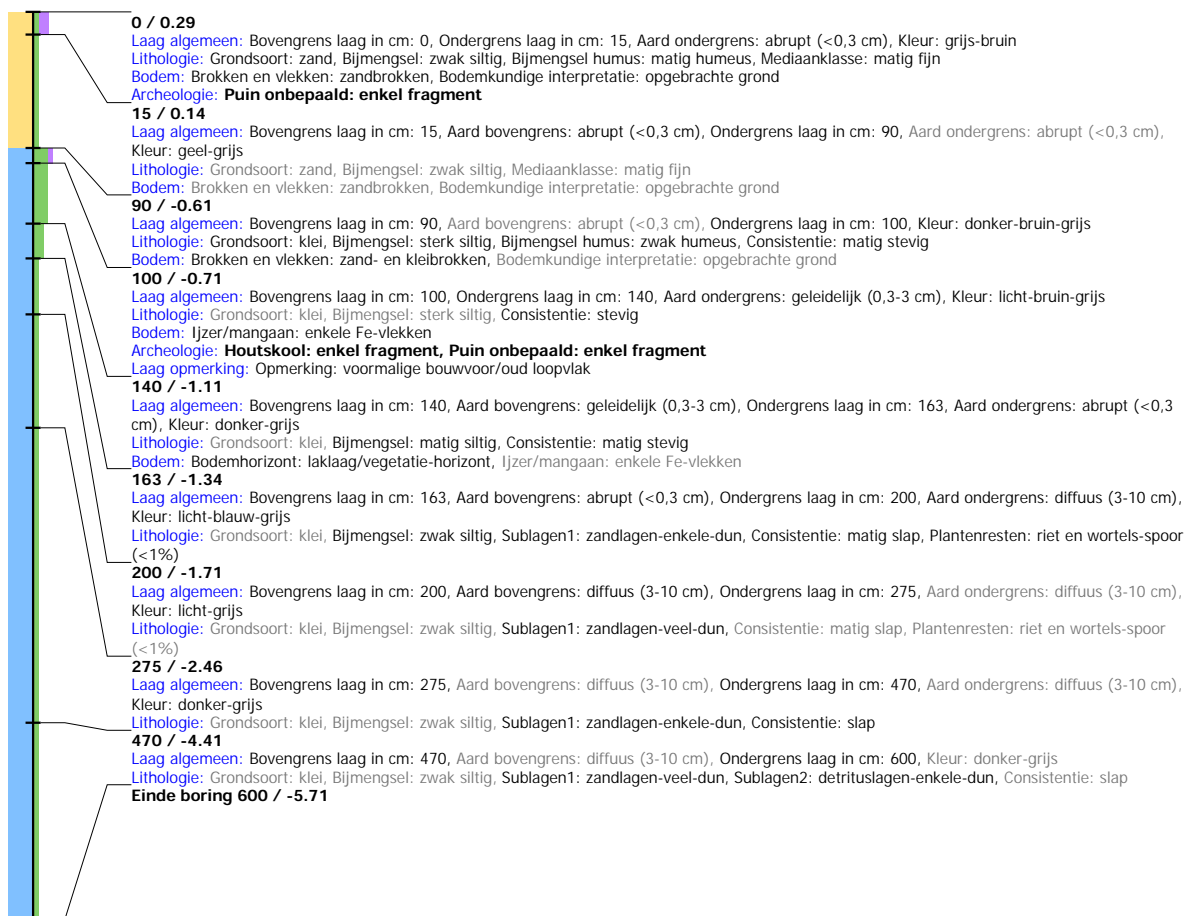 0 / 0.29
Laag algemeen: Bovengrens laag in cm: 0, Ondergrens laag in cm: 15, Aard ondergrens: abrupt (<0,3 cm), Kleur: grijs-bruin
Lithologie: Grondsoort: zand, Bijmengsel: zwak siltig, Bijmengsel humus: matig humeus, Mediaanklasse: matig fijn
Bodem: Brokken en vlekken: zandbrokken, Bodemkundige interpretatie: opgebrachte grond
Archeologie: Puin onbepaald: enkel fragment
15 / 0.14
Laag algemeen: Bovengrens laag in cm: 15, Aard bovengrens: abrupt (<0,3 cm), Ondergrens laag in cm: 90, Aard ondergrens: abrupt (<0,3 cm),
Kleur: geel-grijs
Lithologie: Grondsoort: zand, Bijmengsel: zwak siltig, Mediaanklasse: matig fijn
Bodem: Brokken en vlekken: zandbrokken, Bodemkundige interpretatie: opgebrachte grond
90 / -0.61
Laag algemeen: Bovengrens laag in cm: 90, Aard bovengrens: abrupt (<0,3 cm), Ondergrens laag in cm: 100, Kleur: donker-bruin-grijs
Lithologie: Grondsoort: klei, Bijmengsel: sterk siltig, Bijmengsel humus: zwak humeus, Consistentie: matig stevig
Bodem: Brokken en vlekken: zand- en kleibrokken, Bodemkundige interpretatie: opgebrachte grond
100 / -0.71
Laag algemeen: Bovengrens laag in cm: 100, Ondergrens laag in cm: 140, Aard ondergrens: geleidelijk (0,3-3 cm), Kleur: licht-bruin-grijs
Lithologie: Grondsoort: klei, Bijmengsel: sterk siltig, Consistentie: stevig
Bodem: Ijzer/mangaan: enkele Fe-vlekken
Archeologie: Houtskool: enkel fragment, Puin onbepaald: enkel fragment
Laag opmerking: Opmerking: voormalige bouwvoor/oud loopvlak
140 / -1.11
Laag algemeen: Bovengrens laag in cm: 140, Aard bovengrens: geleidelijk (0,3-3 cm), Ondergrens laag in cm: 163, Aard ondergrens: abrupt (<0,3
cm), Kleur: donker-grijs
Lithologie: Grondsoort: klei, Bijmengsel: matig siltig, Consistentie: matig stevig
Bodem: Bodemhorizont: laklaag/vegetatie-horizont, Ijzer/mangaan: enkele Fe-vlekken
163 / -1.34
Laag algemeen: Bovengrens laag in cm: 163, Aard bovengrens: abrupt (<0,3 cm), Ondergrens laag in cm: 200, Aard ondergrens: diffuus (3-10 cm),
Kleur: licht-blauw-grijs
Lithologie: Grondsoort: klei, Bijmengsel: zwak siltig, Sublagen1: zandlagen-enkele-dun, Consistentie: matig slap, Plantenresten: riet en wortels-spoor
(<1%)
200 / -1.71
Laag algemeen: Bovengrens laag in cm: 200, Aard bovengrens: diffuus (3-10 cm), Ondergrens laag in cm: 275, Aard ondergrens: diffuus (3-10 cm),
Kleur: licht-grijs
Lithologie: Grondsoort: klei, Bijmengsel: zwak siltig, Sublagen1: zandlagen-veel-dun, Consistentie: matig slap, Plantenresten: riet en wortels-spoor
(<1%)
275 / -2.46
Laag algemeen: Bovengrens laag in cm: 275, Aard bovengrens: diffuus (3-10 cm), Ondergrens laag in cm: 470, Aard ondergrens: diffuus (3-10 cm),
Kleur: donker-grijs
Lithologie: Grondsoort: klei, Bijmengsel: zwak siltig, Sublagen1: zandlagen-enkele-dun, Consistentie: slap
470 / -4.41
Laag algemeen: Bovengrens laag in cm: 470, Aard bovengrens: diffuus (3-10 cm), Ondergrens laag in cm: 600, Kleur: donker-grijs
Lithologie: Grondsoort: klei, Bijmengsel: zwak siltig, Sublagen1: zandlagen-veel-dun, Sublagen2: detrituslagen-enkele-dun, Consistentie: slap
Einde boring 600 / -5.71